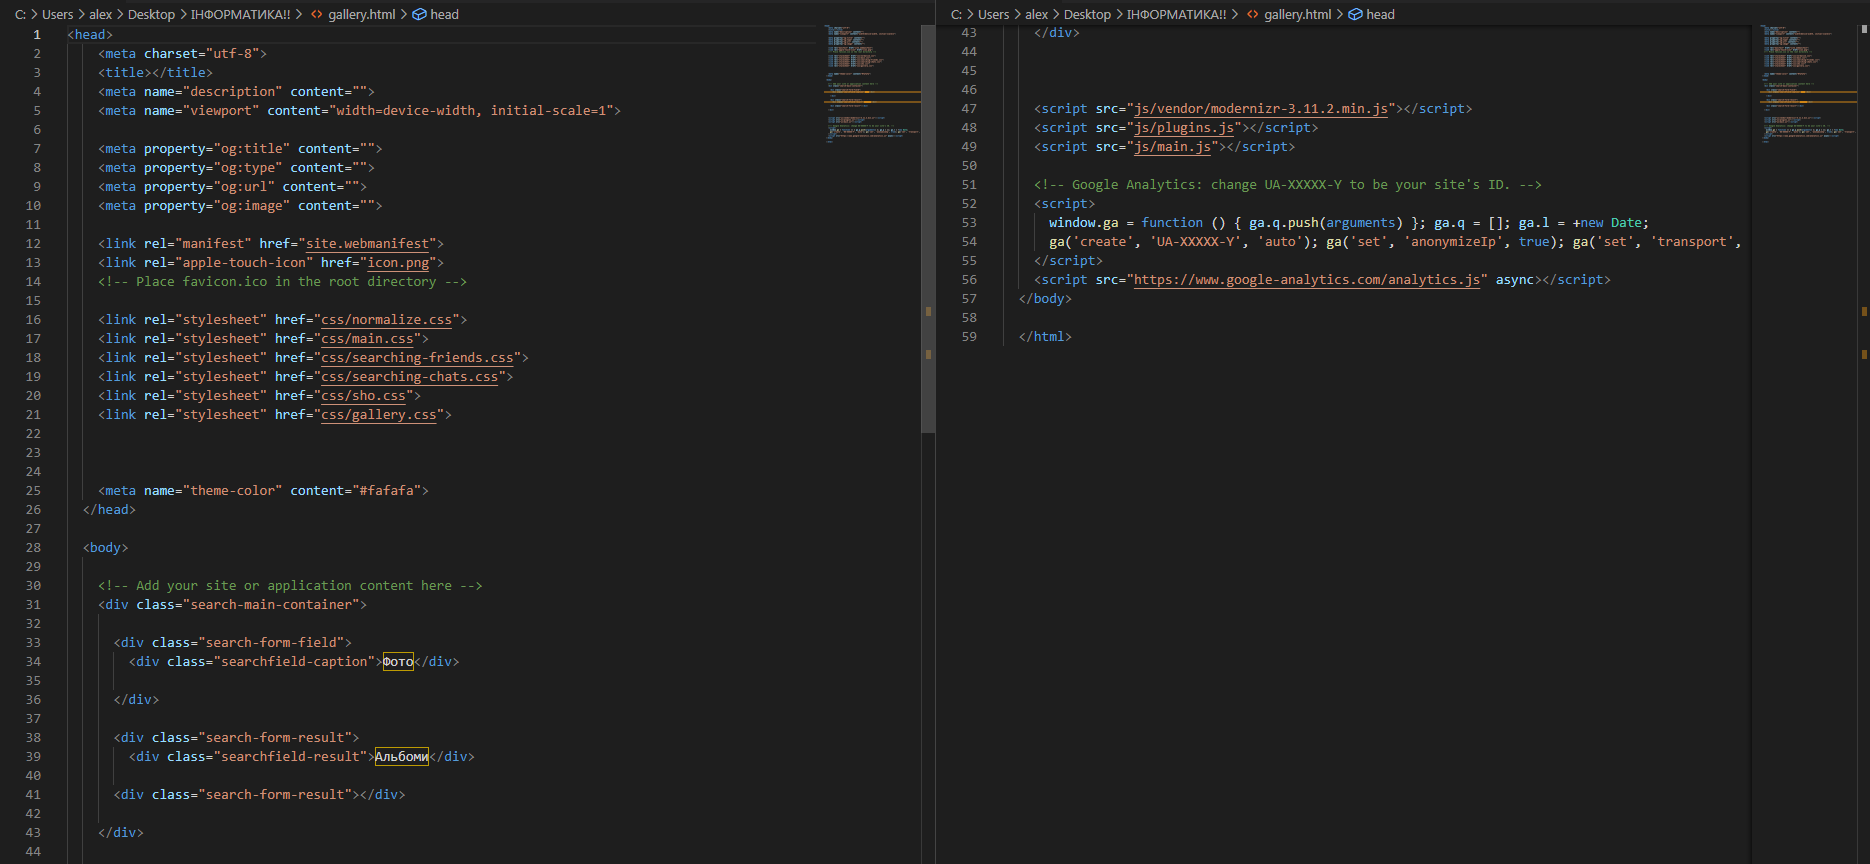 C: > Users > alex > Desktop > ІНФОРМАТИКА!! > <> gallery.html > head
1 <head>
2 <meta charset="utf-8">
3 <title></title>
4 <meta name="description" content="">
5 <meta name="viewport" content="width=device-width, initial-scale=1">
6
7 <meta property="og:title" content="">
8 <meta property="og:type" content="">
9 <meta property="og:url" content="">
10 <meta property="og:image" content="">
11
12 <link rel="manifest" href="site.webmanifest">
13 <link rel="apple-touch-icon" href="icon.png">
14 <!-- Place favicon.ico in the root directory -->
15
16 <link rel="stylesheet" href="css/normalize.css">
17 <link rel="stylesheet" href="css/main.css">
18 <link rel="stylesheet" href="css/searching-friends.css">
19 <link rel="stylesheet" href="css/searching-chats.css">
20 <link rel="stylesheet" href="css/sho.css">
21 <link rel="stylesheet" href="css/gallery.css">
22
23
24
25 <meta name="theme-color" content="#fafafa">
26 </head>
27
28 <body>
29
30 <!-- Add your site or application content here -->
31 <div class="search-main-container">
32
33 <div class="search-form-field">
34 <div class="searchfield-caption">Фото</div>
35
36 </div>
37
38 <div class="search-form-result">
39 <div class="searchfield-result">Альбоми</div>
40
41 <div class="search-form-result"></div>
42
43 </div>
44
C: > Users > alex > Desktop > ІНФОРМАТИКА!! > <> gallery.html > head
43 </div>
44
45
46
47 <script src="js/vendor/modernizr-3.11.2.min.js"></script>
48 <script src="js/plugins.js"></script>
49 <script src="js/main.js"></script>
50
51 <!-- Google Analytics: change UA-XXXXX-Y to be your site's ID. -->
52 <script>
53 window.ga = function () { ga.q.push(arguments) }; ga.q = []; ga.l = +new Date;
54 ga('create', 'UA-XXXXX-Y', 'auto'); ga('set', 'anonymizeIp', true); ga('set', 'transport',
55 </script>
56 <script src="https://www.google-analytics.com/analytics.js" async></script>
57 </body>
58
59 </html>